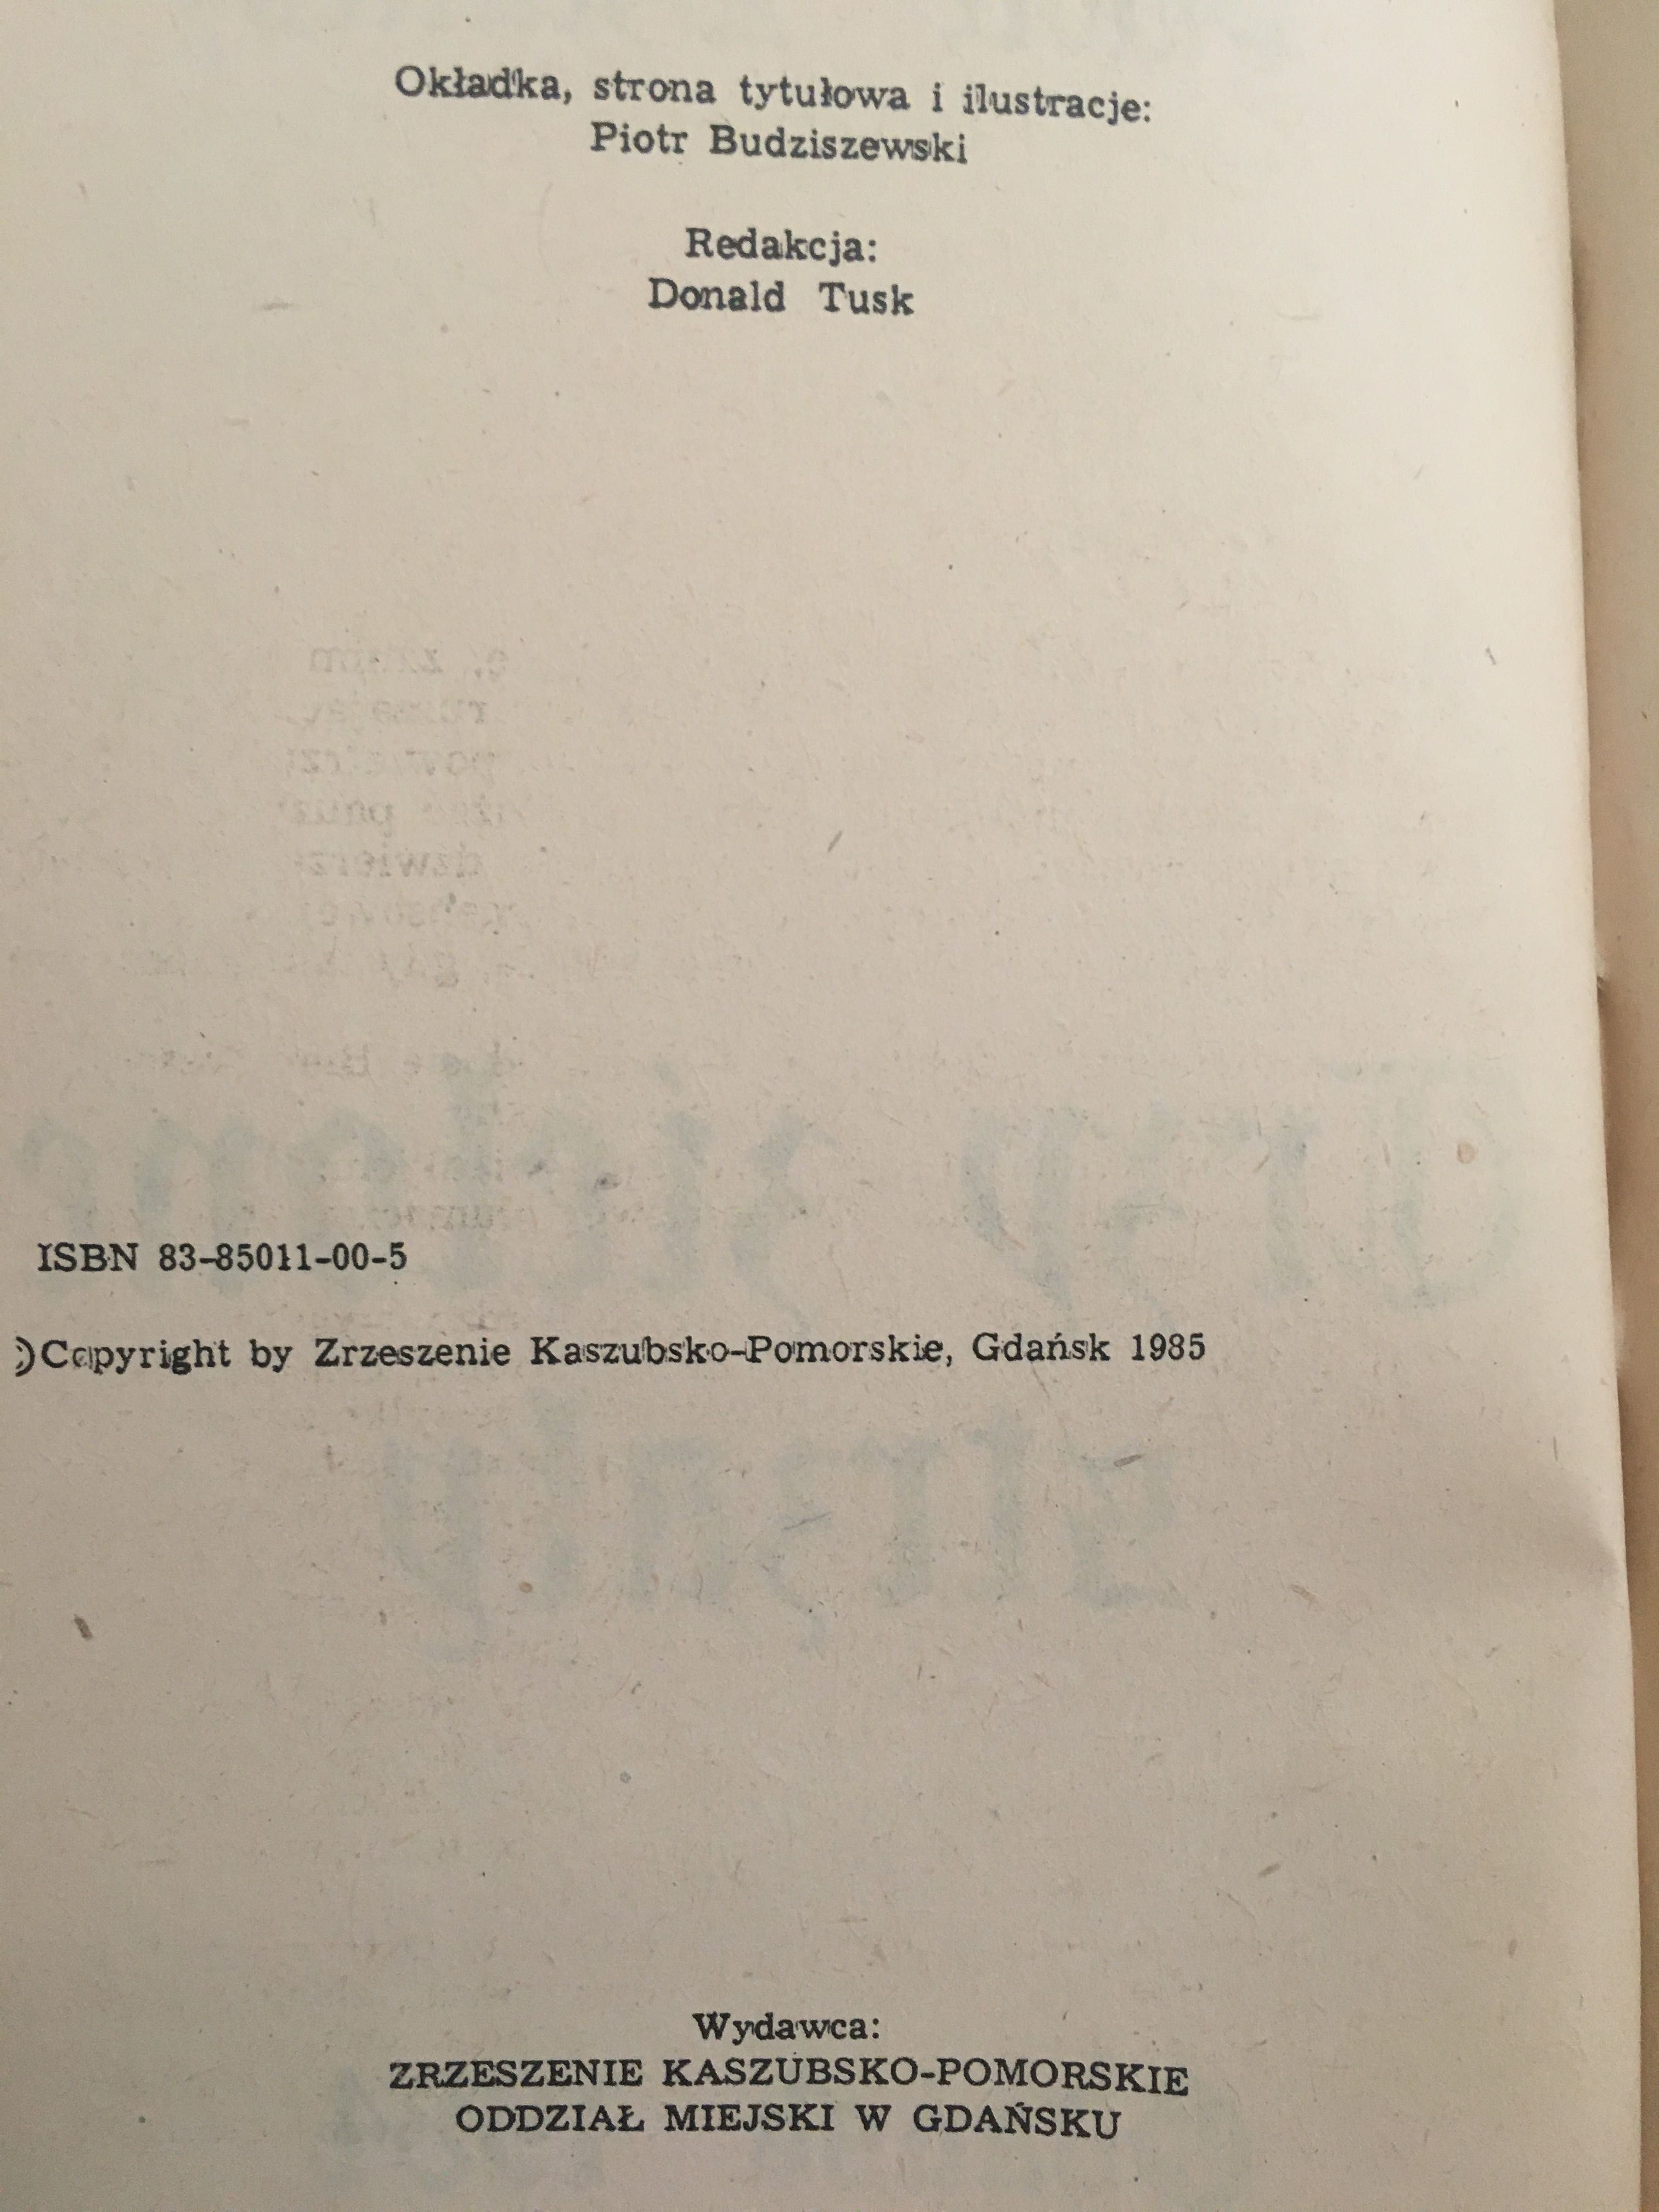 Okładka, strona tytułowa i ilustracje:
Piotr Budziszewski
Redakcja:
Donald Tusk
ISBN 83-85011-00-5
Copyright by Zrzeszenie Kaszubsko-Pomorskie, Gdańsk 1985
Wydawca:
ZRZESZENIE KASZUBSKO-POMORSKIE
ODDZIAŁ MIEJSKI W GDAŃSKU